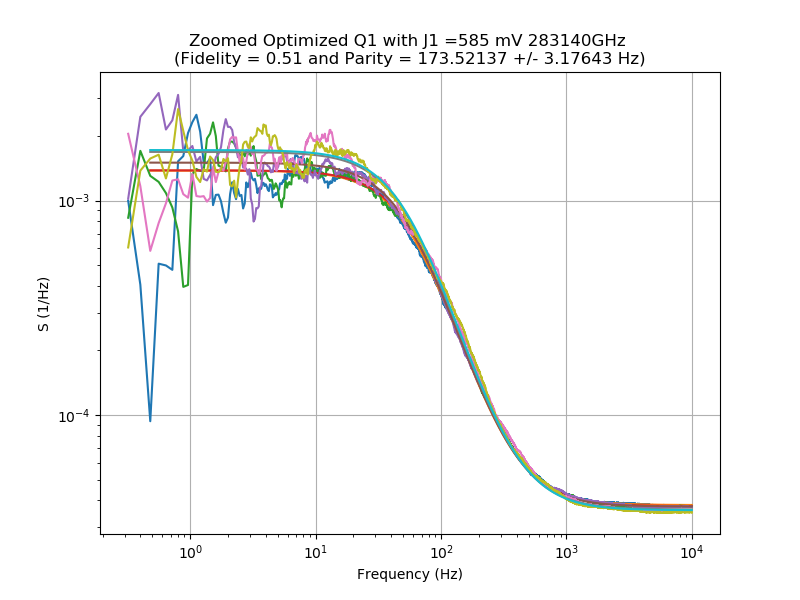 Zoomed Optimized Q1 with J1 =585 mV 283140GHz
(Fidelity = 0.51 and Parity = 173.52137 +/- 3.17643 Hz)
10⁻³
10⁻⁴
S (1/Hz)
10⁰ 10¹ 10² 10³ 10⁴
Frequency (Hz)